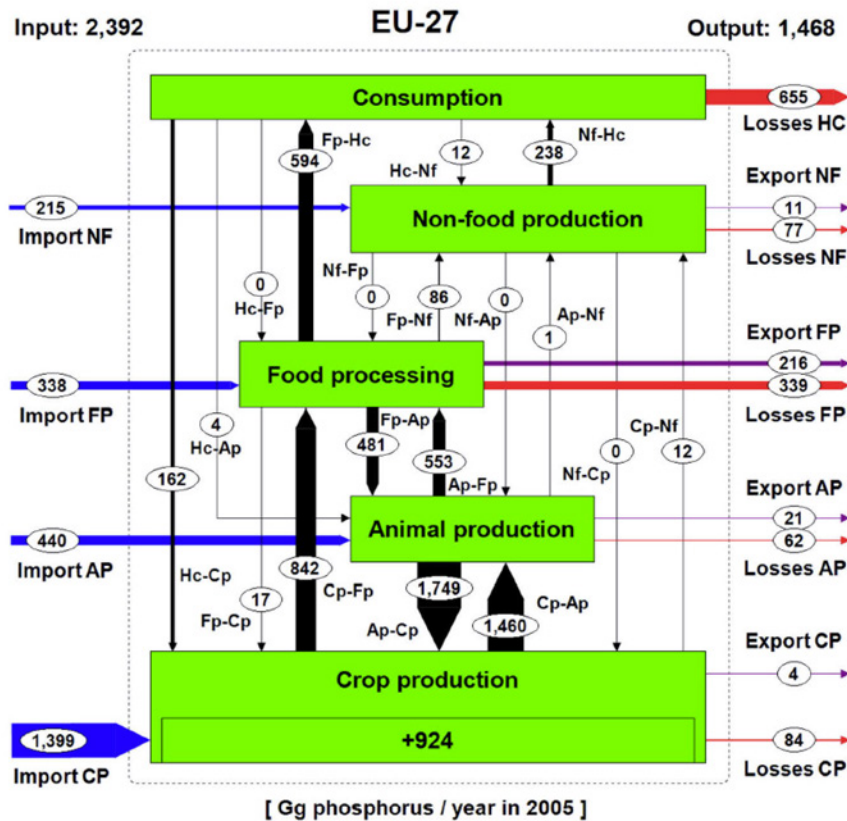 Input: 2,392
EU-27
Output: 1,468
Consumption
655
Losses HC
Fp-Hc
594
12
Hc-Nf
Nf-Hc
238
Export NF
215
Import NF
Non-food production
11
77
Losses NF
0
Hc-Fp
Nf-Fp
0
86
Fp-Nf
0
Nf-Ap
Ap-Nf
1
Export FP
338
Import FP
Food processing
216
339
Losses FP
4
Hc-Ap
Fp-Ap
481
553
Ap-Fp
Cp-Nf
0
12
Nf-Cp
162
Export AP
440
Import AP
Animal production
21
62
Losses AP
Hc-Cp
17
Fp-Cp
842
Cp-Fp
1,749
Ap-Cp
1,460
Cp-Ap
Export CP
Crop production
4
1,399
Import CP
+924
84
Losses CP
[ Gg phosphorus / year in 2005 ]